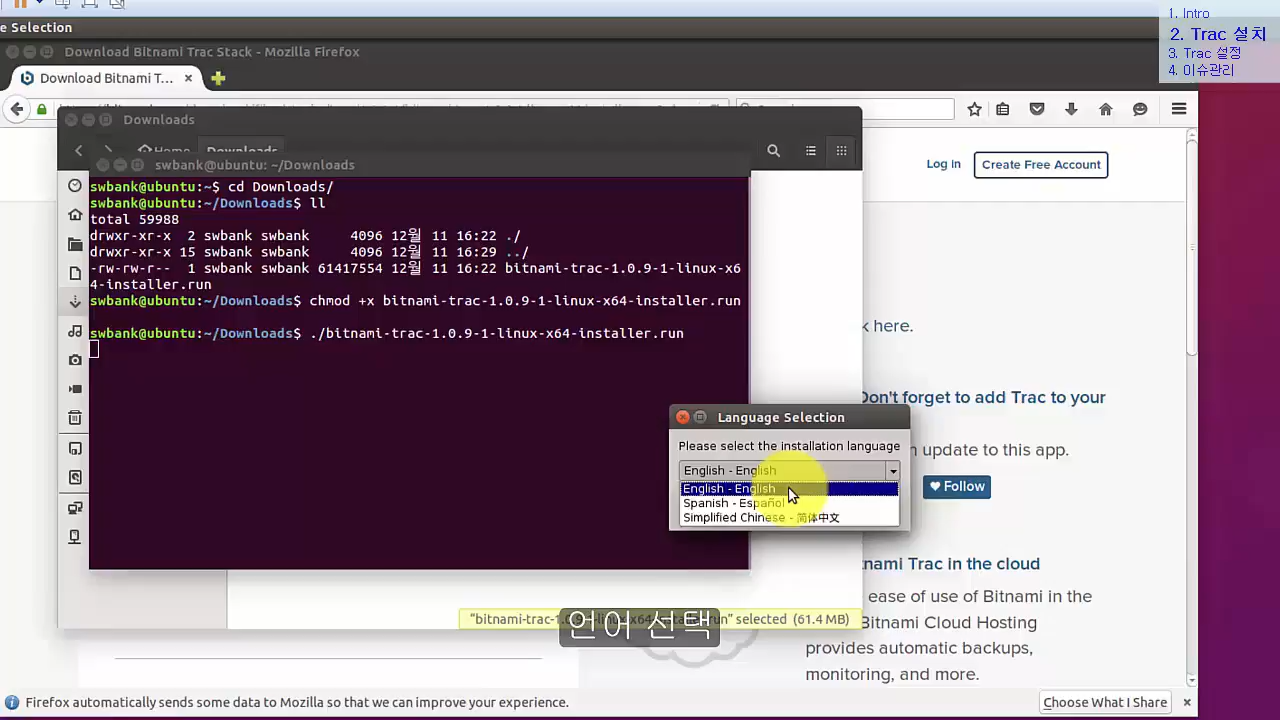 e Selection
1. Intro
2. Trac 설치
3. Trac 설정
4. 이슈관리
Download Bitnami Trac Stack - Mozilla Firefox
Download Bitnami T...
Downloads
Home Downloads
Log in Create Free Account
swbank@ubuntu: ~/Downloads
swbank@ubuntu:~$ cd Downloads/
swbank@ubuntu:~/Downloads$ ll
total 59988
drwxr-xr-x 2 swbank swbank 4096 12월 11 16:22 ./
drwxr-xr-x 15 swbank swbank 4096 12월 11 16:29 ../
-rw-rw-r-- 1 swbank swbank 61417554 12월 11 16:22 bitnami-trac-1.0.9-1-linux-x6
4-installer.run
swbank@ubuntu:~/Downloads$ chmod +x bitnami-trac-1.0.9-1-linux-x64-installer.run
swbank@ubuntu:~/Downloads$ ./bitnami-trac-1.0.9-1-linux-x64-installer.run
k here.
Don't forget to add Trac to your
n update to this app.
Follow
Language Selection
Please select the installation language
English - English
English - English
Spanish - Español
Simplified Chinese - 简体中文
nami Trac in the cloud
ease of use of Bitnami in the
Bitnami Cloud Hosting
provides automatic backups,
monitoring, and more.
"bitnami-trac-1.0.9 run" selected (61.4 MB)
언어 선택
Firefox automatically sends some data to Mozilla so that we can improve your experience.
Choose What I Share